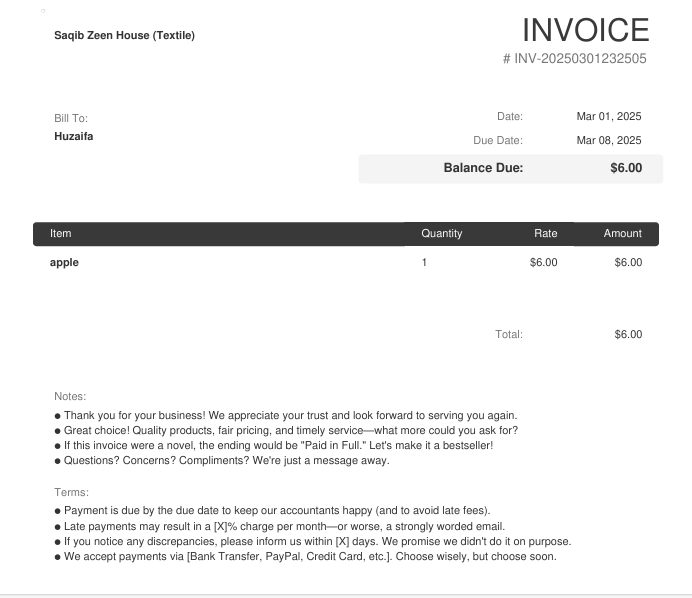 Saqib Zeen House (Textile)
INVOICE
# INV-20250301232505
Bill To:
Huzaifa
Date: Mar 01, 2025
Due Date: Mar 08, 2025
Balance Due: $6.00
Item Quantity Rate Amount
apple 1 $6.00 $6.00
Total: $6.00
Notes:
● Thank you for your business! We appreciate your trust and look forward to serving you again.
● Great choice! Quality products, fair pricing, and timely service—what more could you ask for?
● If this invoice were a novel, the ending would be "Paid in Full." Let's make it a bestseller!
● Questions? Concerns? Compliments? We're just a message away.
Terms:
● Payment is due by the due date to keep our accountants happy (and to avoid late fees).
● Late payments may result in a [X]% charge per month—or worse, a strongly worded email.
● If you notice any discrepancies, please inform us within [X] days. We promise we didn't do it on purpose.
● We accept payments via [Bank Transfer, PayPal, Credit Card, etc.]. Choose wisely, but choose soon.